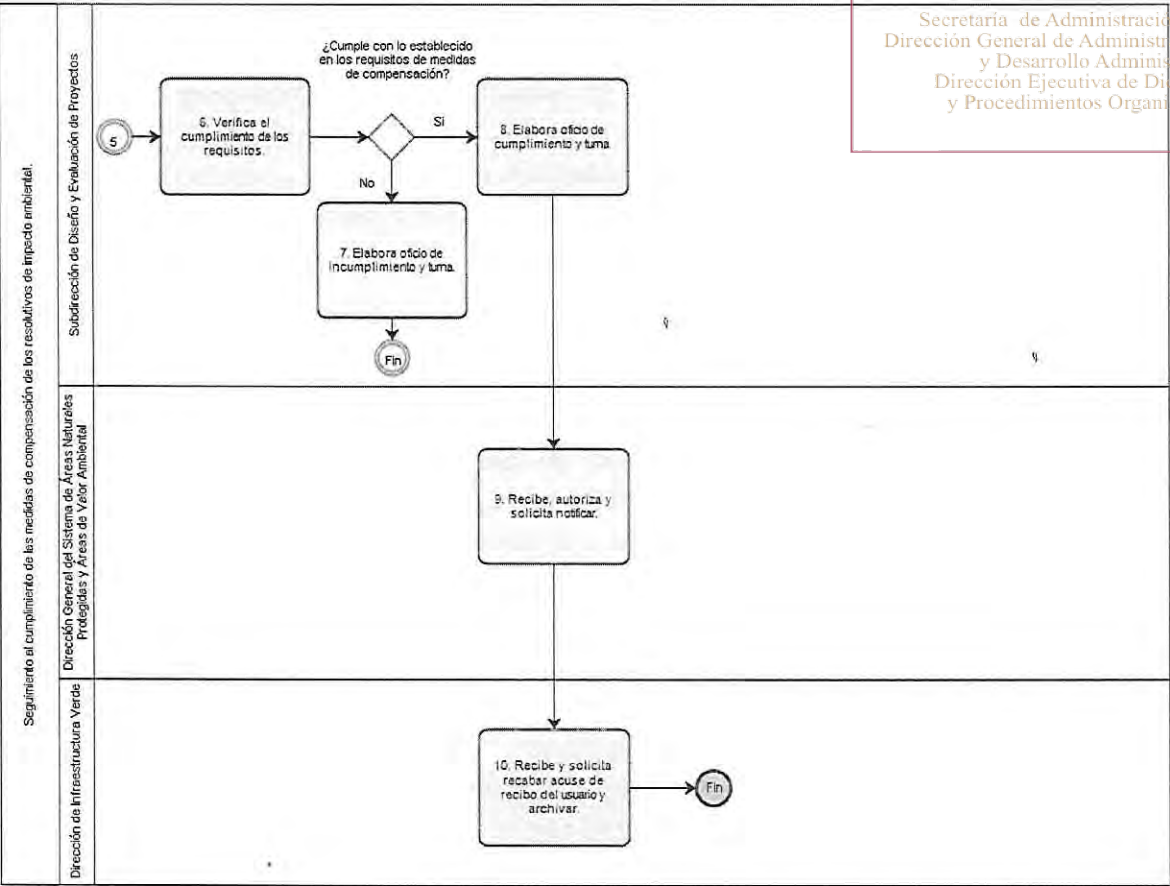 Secretaría de Administració
Dirección General de Administr
y Desarrollo Adminis
Dirección Ejecutiva de Di
y Procedimientos Organi
Seguimiento al cumplimiento de las medidas de compensación de los resolutivos de impacto ambiental.
Subdirección de Diseño y Evaluación de Proyectos
5
6. Verifica el
cumplimiento de los
requisitos.
¿Cumple con lo establecido
en los requisitos de medidas
de compensación?
Si
No
8. Elabora oficio de
cumplimiento y turna.
7. Elabora oficio de
incumplimiento y turna.
Fin
Dirección General del Sistema de Áreas Naturales
Protegidas y Áreas de Valor Ambiental
9. Recibe, autoriza y
solicita notificar.
Dirección de Infraestructura Verde
10. Recibe y solicita
recabar acuse de
recibo del usuario y
archivar.
Fin